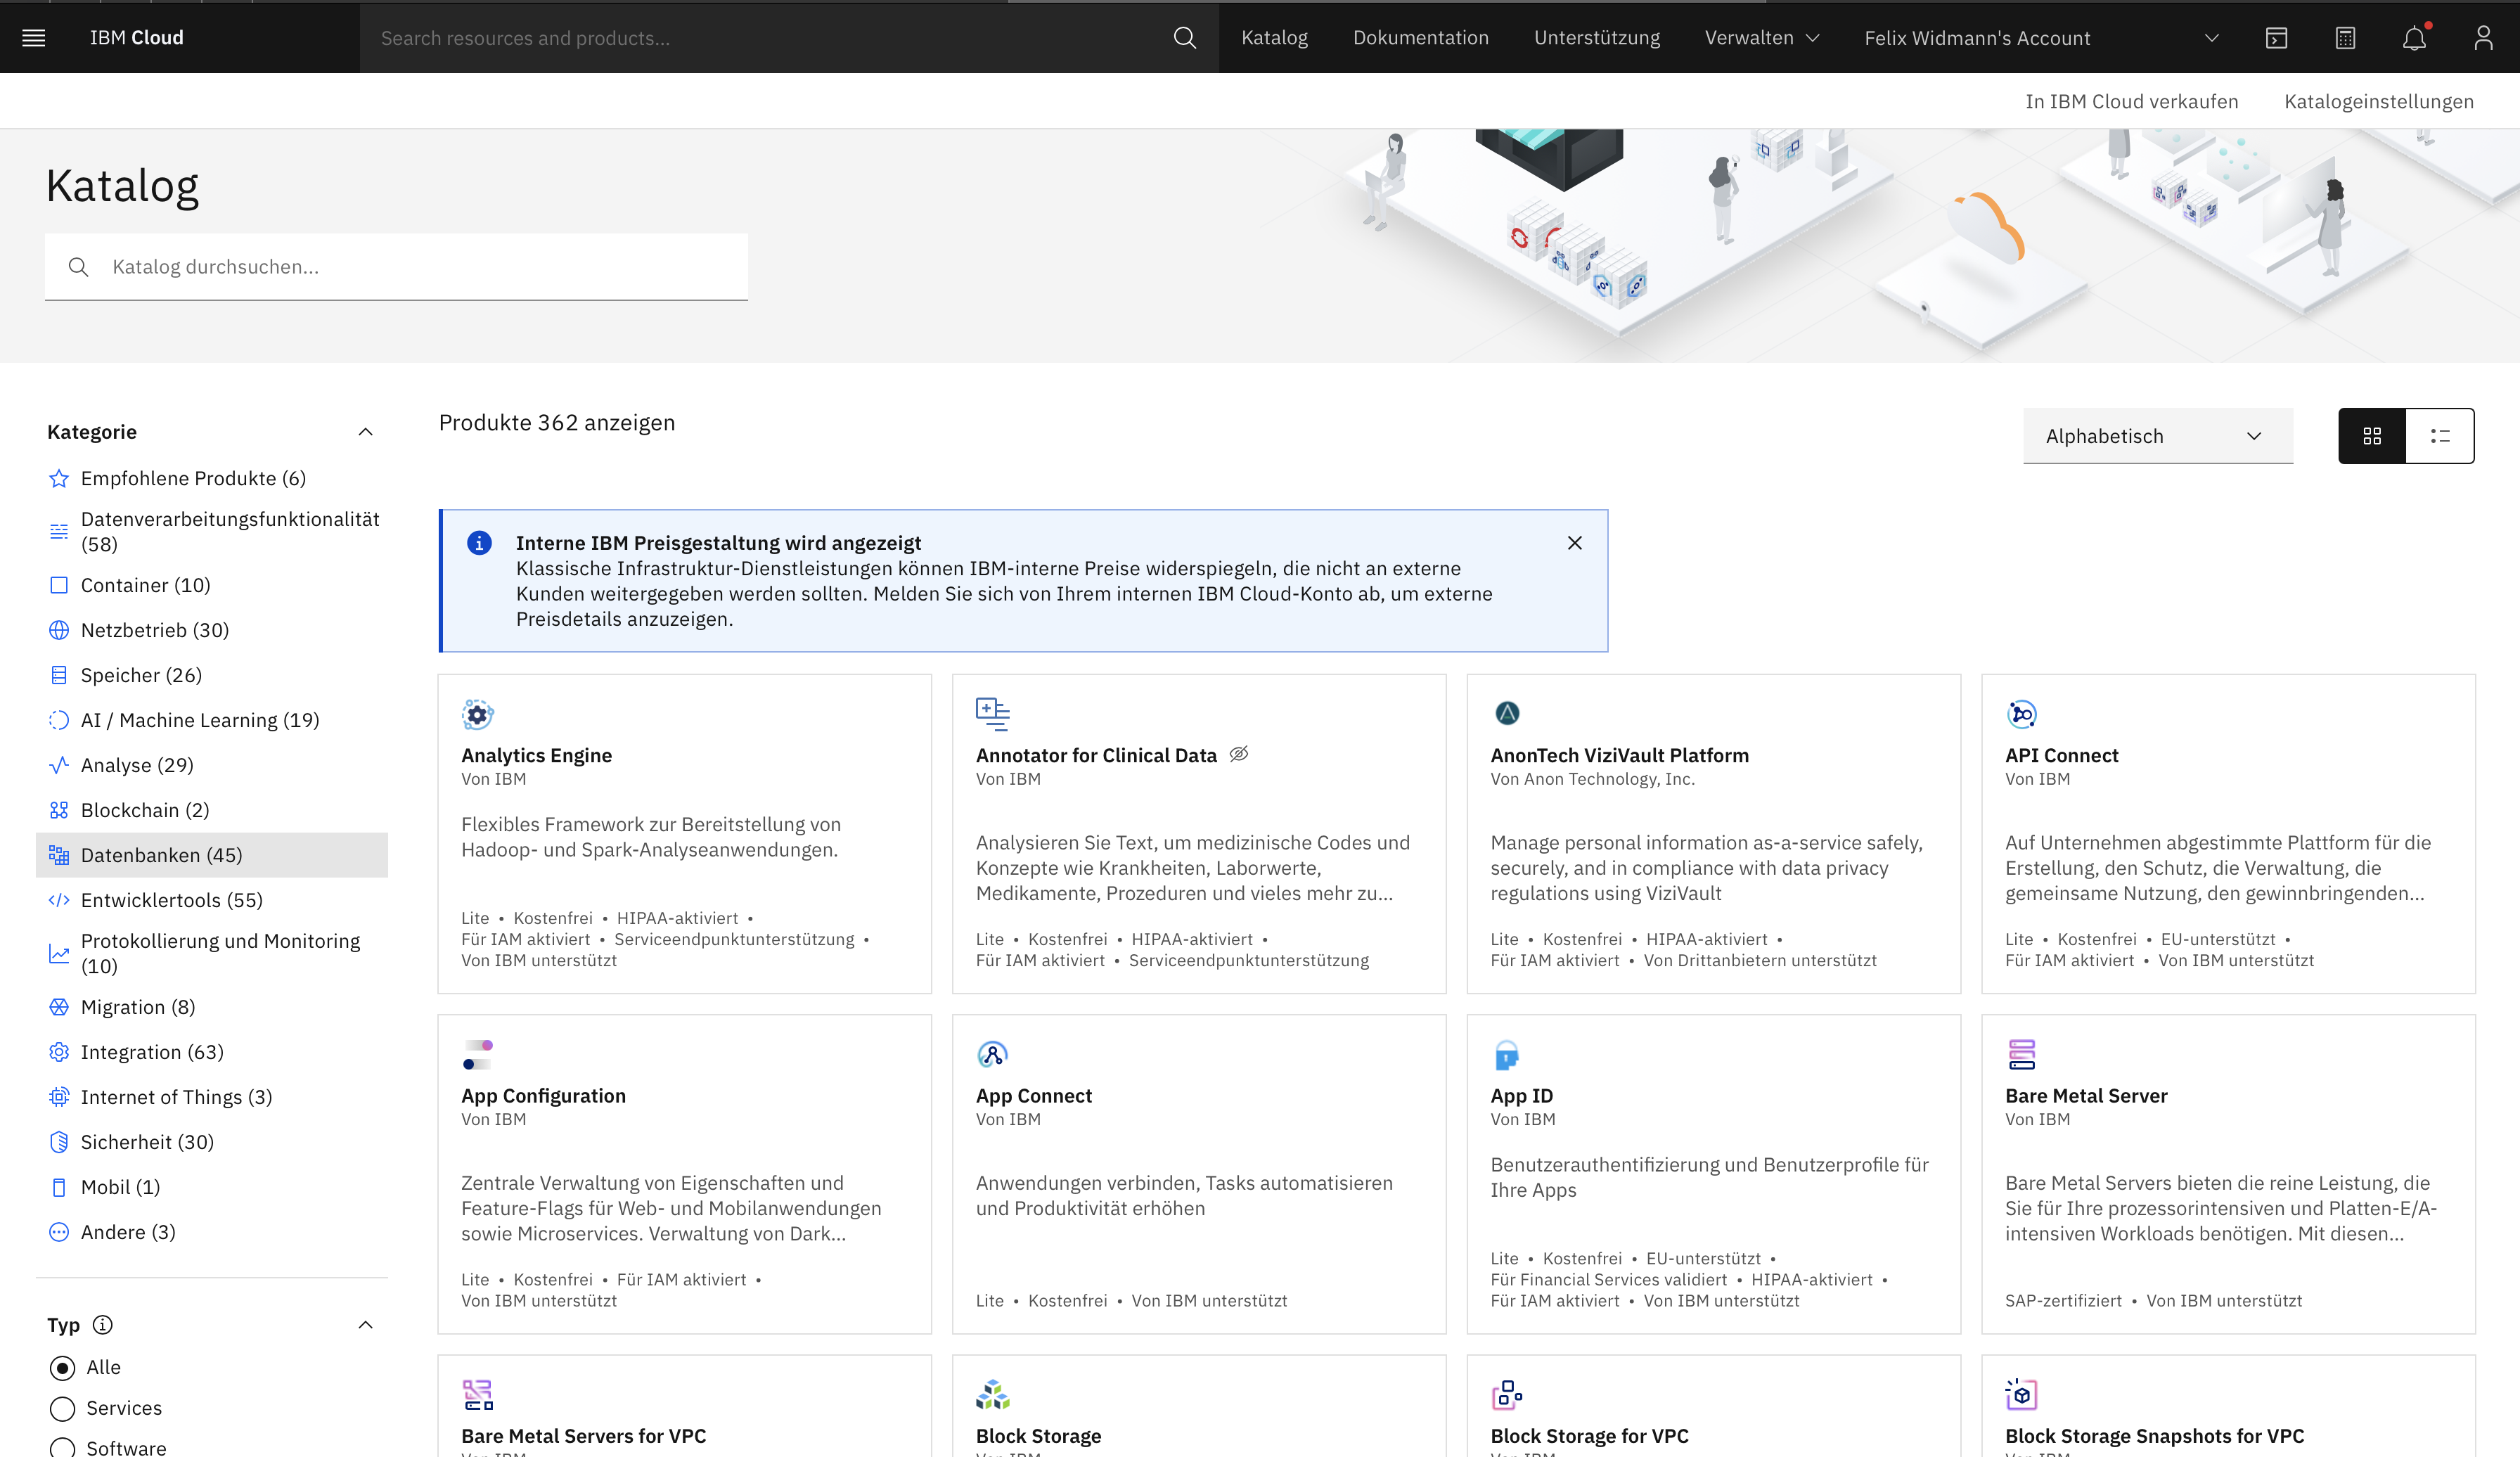 IBM Cloud
Search resources and products...
Katalog
Dokumentation
Unterstützung
Verwalten
Felix Widmann's Account
In IBM Cloud verkaufen
Katalogeinstellungen
Katalog
Katalog durchsuchen...
Kategorie
Empfohlene Produkte (6)
Datenverarbeitungsfunktionalität
(58)
Container (10)
Netzbetrieb (30)
Speicher (26)
AI / Machine Learning (19)
Analyse (29)
Blockchain (2)
Datenbanken (45)
Entwicklertools (55)
Protokollierung und Monitoring
(10)
Migration (8)
Integration (63)
Internet of Things (3)
Sicherheit (30)
Mobil (1)
Andere (3)
Typ
Alle
Services
Software
Produkte 362 anzeigen
Alphabetisch
Interne IBM Preisgestaltung wird angezeigt
Klassische Infrastruktur-Dienstleistungen können IBM-interne Preise widerspiegeln, die nicht an externe
Kunden weitergegeben werden sollten. Melden Sie sich von Ihrem internen IBM Cloud-Konto ab, um externe
Preisdetails anzuzeigen.
Analytics Engine
Von IBM
Flexibles Framework zur Bereitstellung von
Hadoop- und Spark-Analyseanwendungen.
Lite • Kostenfrei • HIPAA-aktiviert •
Für IAM aktiviert • Serviceendpunktunterstützung •
Von IBM unterstützt
Annotator for Clinical Data
Von IBM
Analysieren Sie Text, um medizinische Codes und
Konzepte wie Krankheiten, Laborwerte,
Medikamente, Prozeduren und vieles mehr zu...
Lite • Kostenfrei • HIPAA-aktiviert •
Für IAM aktiviert • Serviceendpunktunterstützung
AnonTech ViziVault Platform
Von Anon Technology, Inc.
Manage personal information as-a-service safely,
securely, and in compliance with data privacy
regulations using ViziVault
Lite • Kostenfrei • HIPAA-aktiviert •
Für IAM aktiviert • Von Drittanbietern unterstützt
API Connect
Von IBM
Auf Unternehmen abgestimmte Plattform für die
Erstellung, den Schutz, die Verwaltung, die
gemeinsame Nutzung, den gewinnbringenden...
Lite • Kostenfrei • EU-unterstützt •
Für IAM aktiviert • Von IBM unterstützt
App Configuration
Von IBM
Zentrale Verwaltung von Eigenschaften und
Feature-Flags für Web- und Mobilanwendungen
sowie Microservices. Verwaltung von Dark...
Lite • Kostenfrei • Für IAM aktiviert •
Von IBM unterstützt
App Connect
Von IBM
Anwendungen verbinden, Tasks automatisieren
und Produktivität erhöhen
Lite • Kostenfrei • Von IBM unterstützt
App ID
Von IBM
Benutzerauthentifizierung und Benutzerprofile für
Ihre Apps
Lite • Kostenfrei • EU-unterstützt •
Für Financial Services validiert • HIPAA-aktiviert •
Für IAM aktiviert • Von IBM unterstützt
Bare Metal Server
Von IBM
Bare Metal Servers bieten die reine Leistung, die
Sie für Ihre prozessorintensiven und Platten-E/A-
intensiven Workloads benötigen. Mit diesen...
SAP-zertifiziert • Von IBM unterstützt
Bare Metal Servers for VPC
Von IBM
Block Storage
Von IBM
Block Storage for VPC
Von IBM
Block Storage Snapshots for VPC
Von IBM